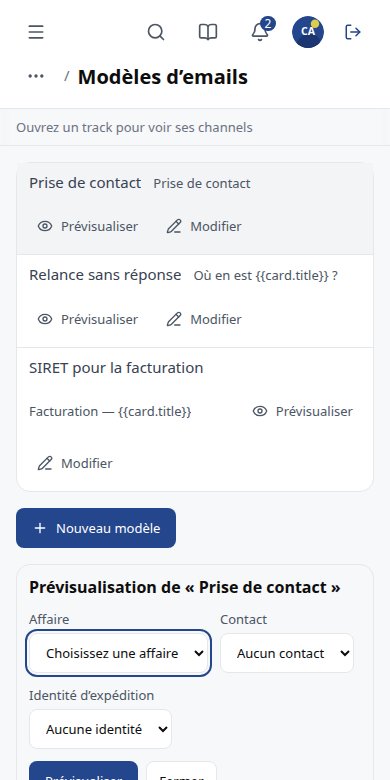 2
CA
... / Modèles d’emails
Ouvrez un track pour voir ses channels
Prise de contact Prise de contact
Prévisualiser Modifier
Relance sans réponse Où en est {{card.title}} ?
Prévisualiser Modifier
SIRET pour la facturation
Facturation — {{card.title}} Prévisualiser
Modifier
+ Nouveau modèle
Prévisualisation de « Prise de contact »
Affaire Contact
Choisissez une affaire Aucun contact
Identité d’expédition
Aucune identité
Prévisualiser Fermer